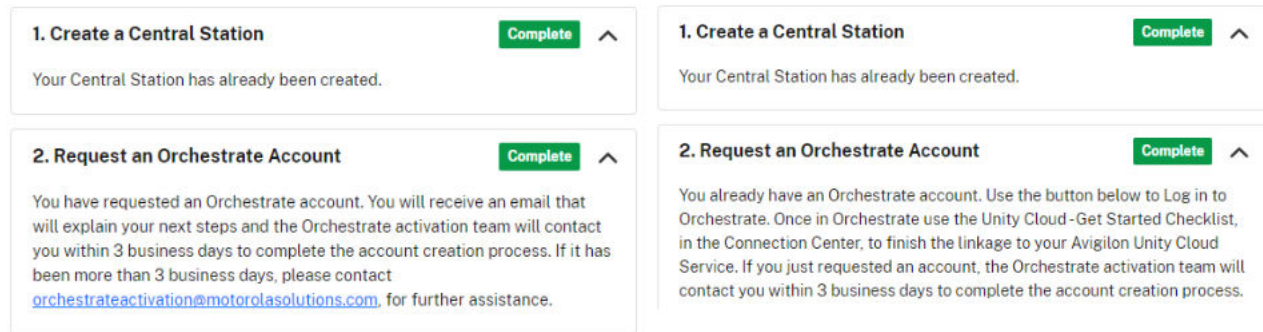 1. Create a Central Station
Complete
Your Central Station has already been created.
2. Request an Orchestrate Account
Complete
You have requested an Orchestrate account. You will receive an email that
will explain your next steps and the Orchestrate activation team will contact
you within 3 business days to complete the account creation process. If it has
been more than 3 business days, please contact
orchestrateactivation@motorolasolutions.com, for further assistance.
1. Create a Central Station
Complete
Your Central Station has already been created.
2. Request an Orchestrate Account
Complete
You already have an Orchestrate account. Use the button below to Log in to
Orchestrate. Once in Orchestrate use the Unity Cloud - Get Started Checklist,
in the Connection Center, to finish the linkage to your Avigilon Unity Cloud
Service. If you just requested an account, the Orchestrate activation team will
contact you within 3 business days to complete the account creation process.